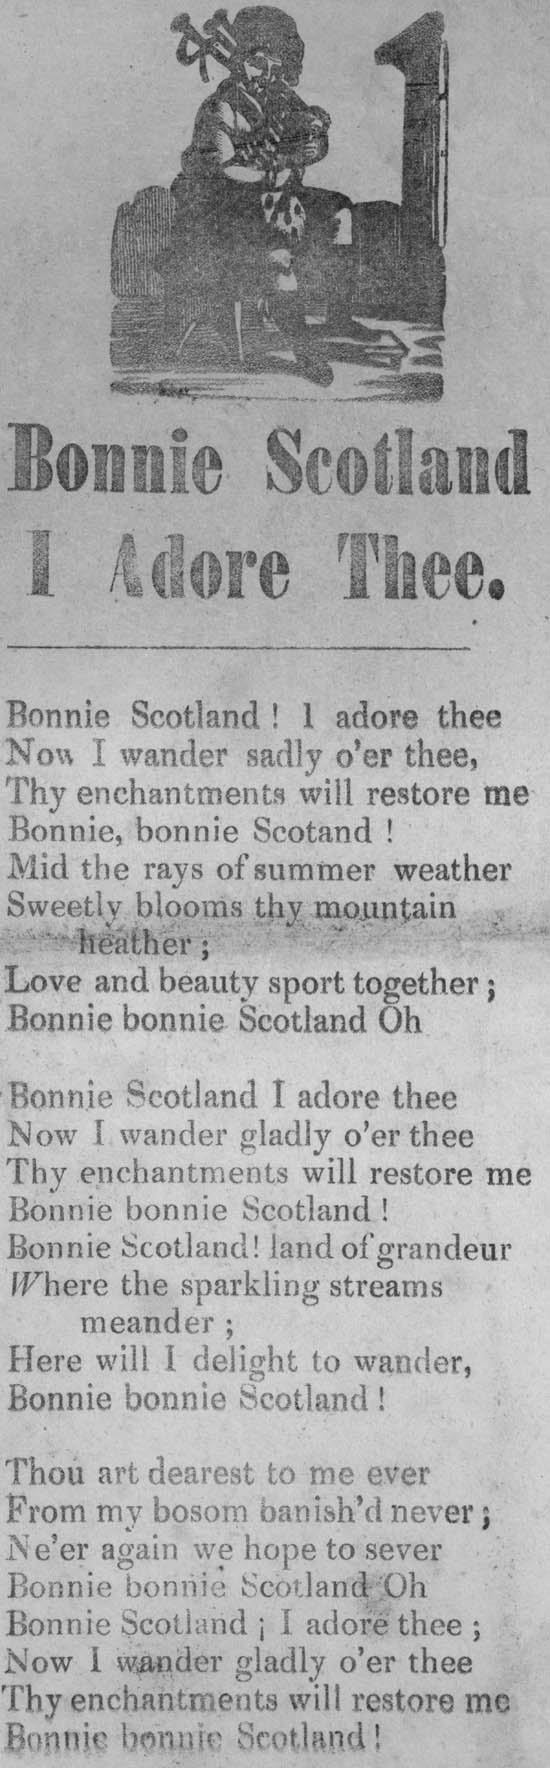 1
1
Bonnie Scotland
I Adore Thee.
Bonnie Scotland ! 1 adore thee
Now I wander sadly o'er thee,
Thy enchantments will restore me
Bonnie, bonnie Scotand !
Mid the rays of summer weather
Sweetly blooms thy mountain
heather ;
Love and beauty sport together ;
Bonnie bonnie Scotland Oh
Bonnie Scotland I adore thee
Now I wander gladly o'er thee
Thy enchantments will restore me
Bonnie bonnie Scotland !
Bonnie Scotland! land of grandeur
Where the sparkling streams
meander ;
Here will I delight to wander,
Bonnie bonnie Scotland !
Thou art dearest to me ever
From my bosom banish'd never ;
Ne'er again we hope to sever
Bonnie bonnie Scotland Oh
Bonnie Scotland ¡ I adore thee ;
Now I wander gladly o'er thee
Thy enchantments will restore me
Bonnie bonnie Scotland !